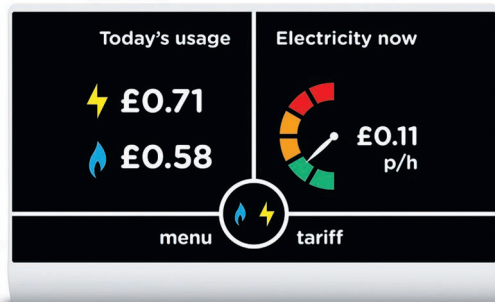 Today's usage
£0.71
£0.58
Electricity now
£0.11
p/h
menu
tariff